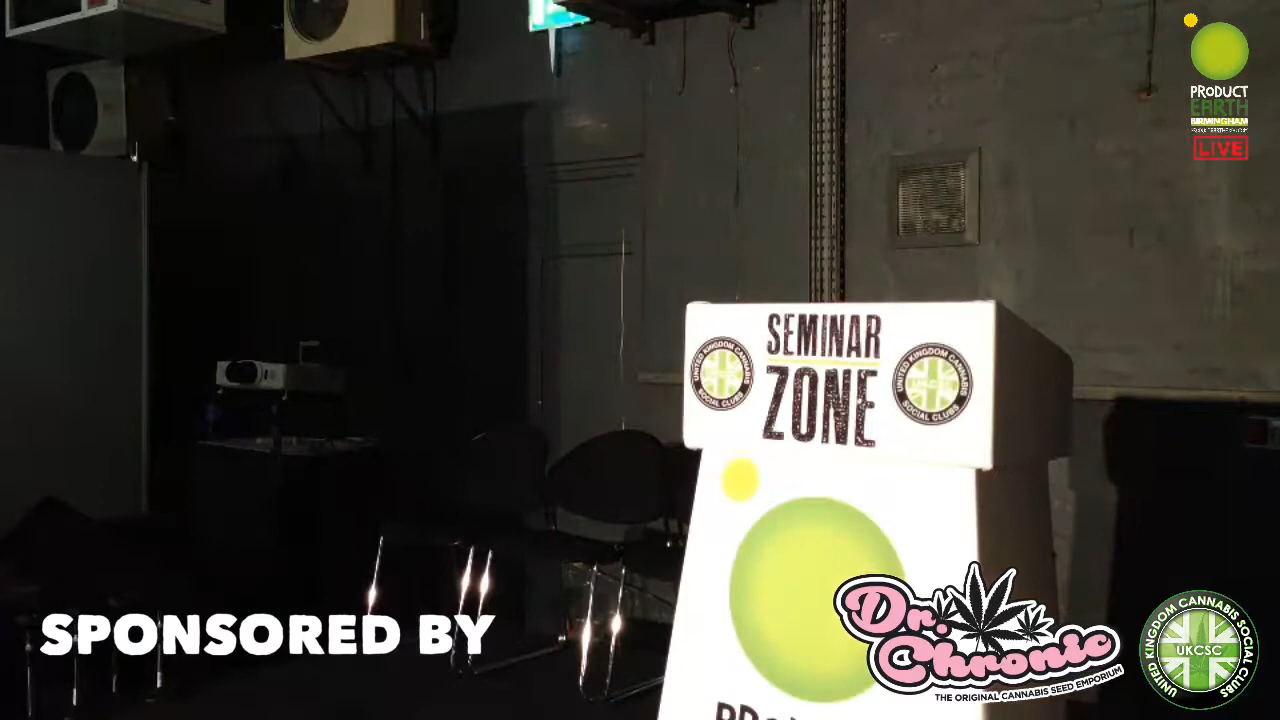 PRODUCT
EARTH
BIRMINGHAM
LIVE
SEMINAR
ZONE
UNITED KINGDOM CANNABIS
SOCIAL CLUBS
UNITED KINGDOM CANNABIS
SOCIAL CLUBS
SPONSORED BY
Dr.
Chronic
THE ORIGINAL CANNABIS SEED EMPORIUM
UNITED KINGDOM CANNABIS SOCIAL CLUBS
UKCSC